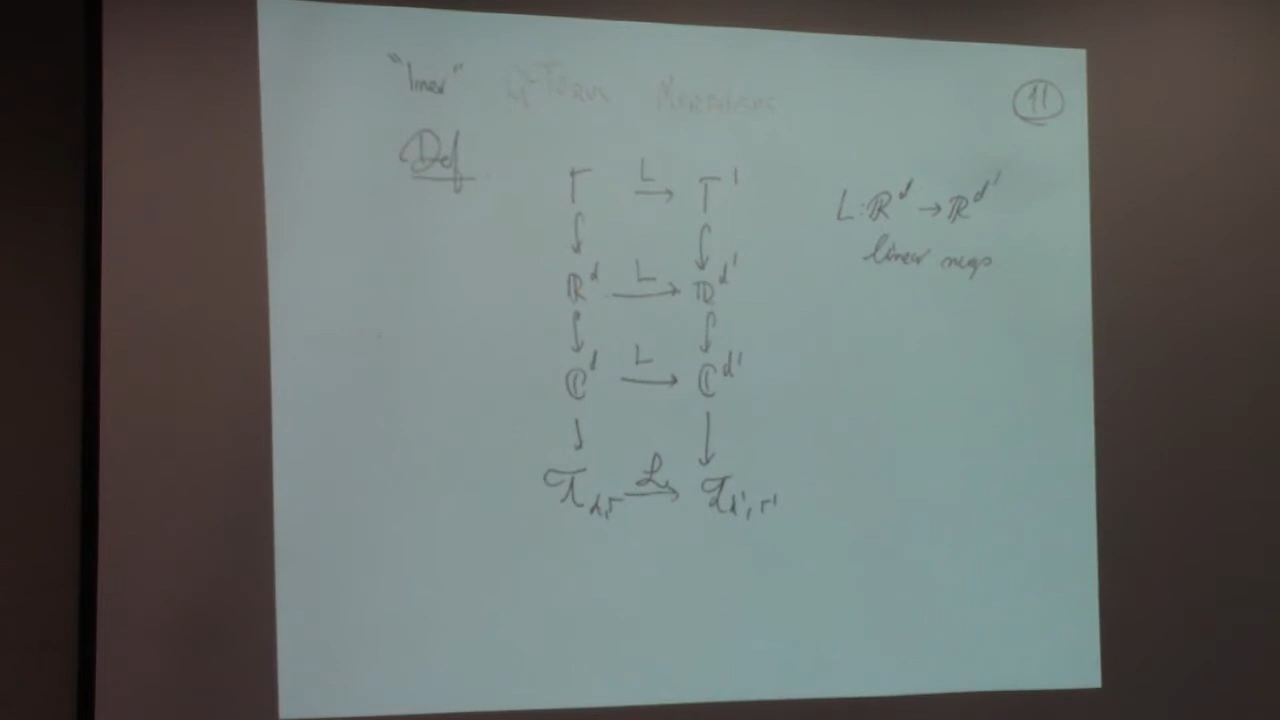 "linear" Torus Morphisms
11
Def
Γ L→ Γ'
L: ℝ^d → ℝ^d'
linear map
ℝ^d L→ ℝ^d'
ℂ^d L→ ℂ^d'
𝒯_d,Γ ℒ→ 𝒯_d',Γ'